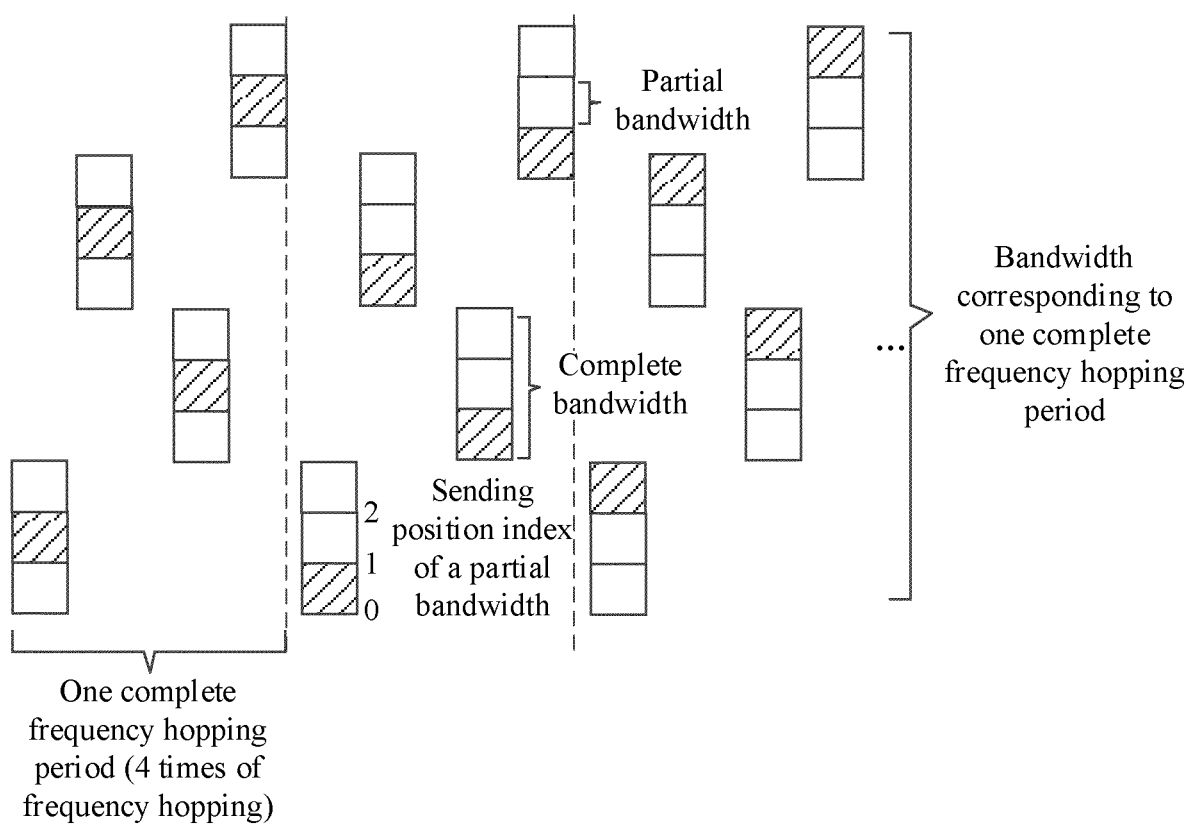 Partial
bandwidth
Bandwidth
corresponding to
one complete
frequency hopping
period
...
Complete
bandwidth
Sending
position index
of a partial
bandwidth
2
1
0
One complete
frequency hopping
period (4 times of
frequency hopping)